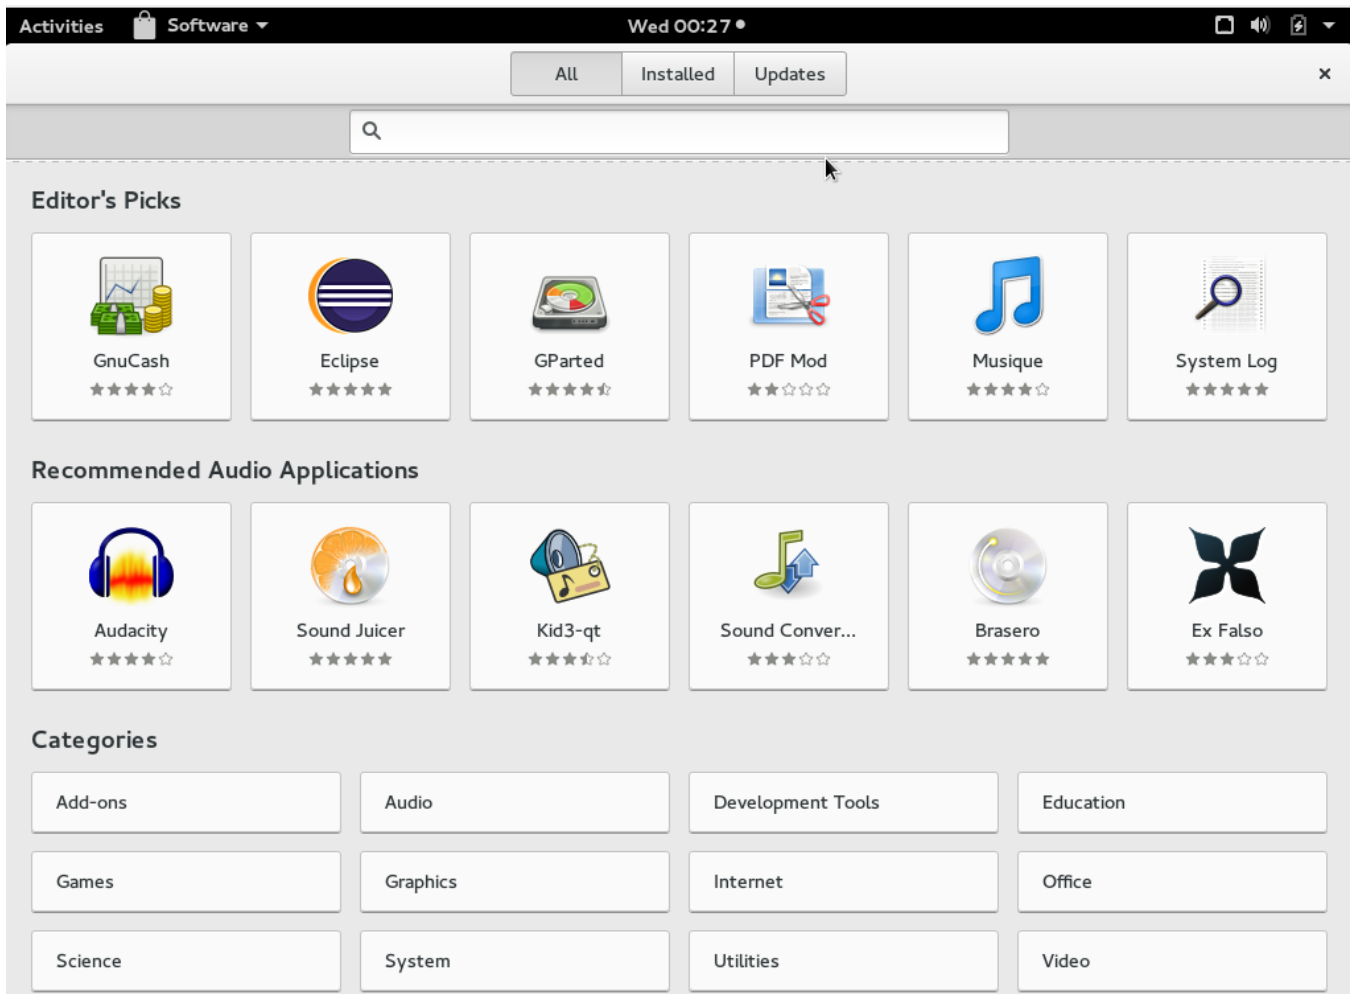 Activities Software Wed 00:27
All Installed Updates
Editor's Picks
GnuCash Eclipse GParted PDF Mod Musique System Log
Recommended Audio Applications
Audacity Sound Juicer Kid3-qt Sound Conver... Brasero Ex Falso
Categories
Add-ons Audio Development Tools Education
Games Graphics Internet Office
Science System Utilities Video